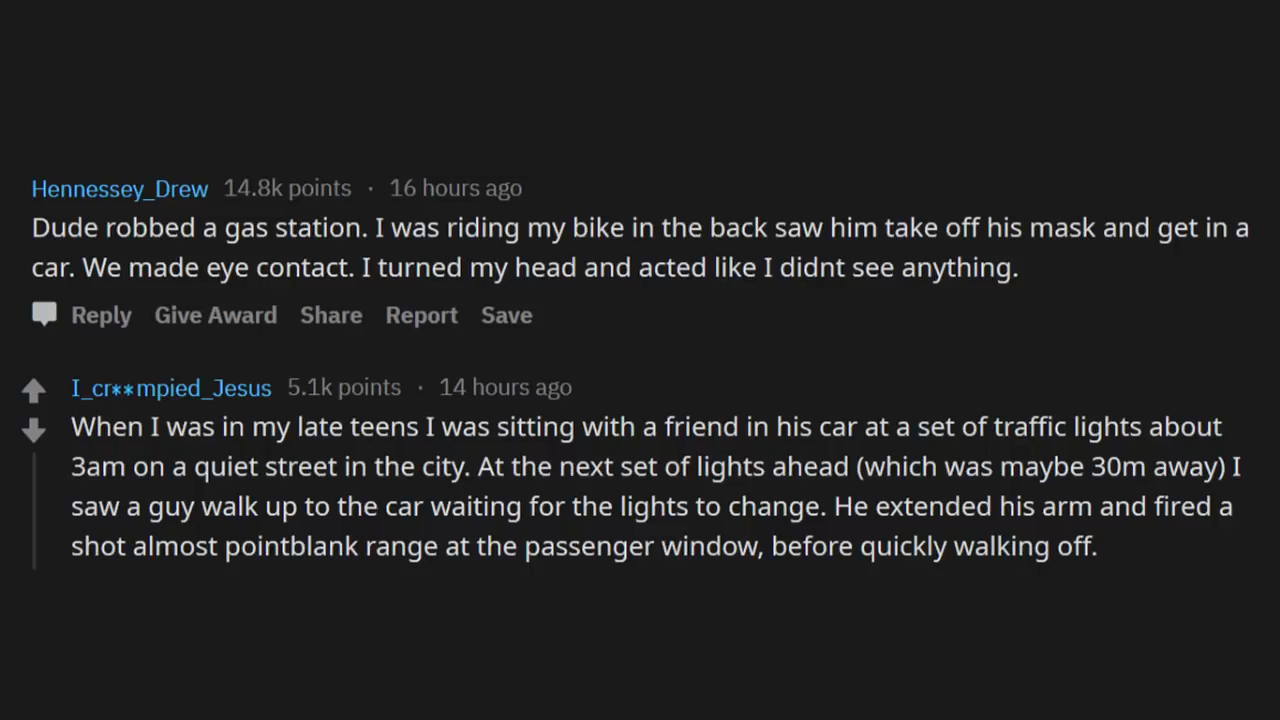 Hennessey_Drew 14.8k points · 16 hours ago
Dude robbed a gas station. I was riding my bike in the back saw him take off his mask and get in a
car. We made eye contact. I turned my head and acted like I didnt see anything.
Reply Give Award Share Report Save
I_cr**mpied_Jesus 5.1k points · 14 hours ago
When I was in my late teens I was sitting with a friend in his car at a set of traffic lights about
3am on a quiet street in the city. At the next set of lights ahead (which was maybe 30m away) I
saw a guy walk up to the car waiting for the lights to change. He extended his arm and fired a
shot almost pointblank range at the passenger window, before quickly walking off.